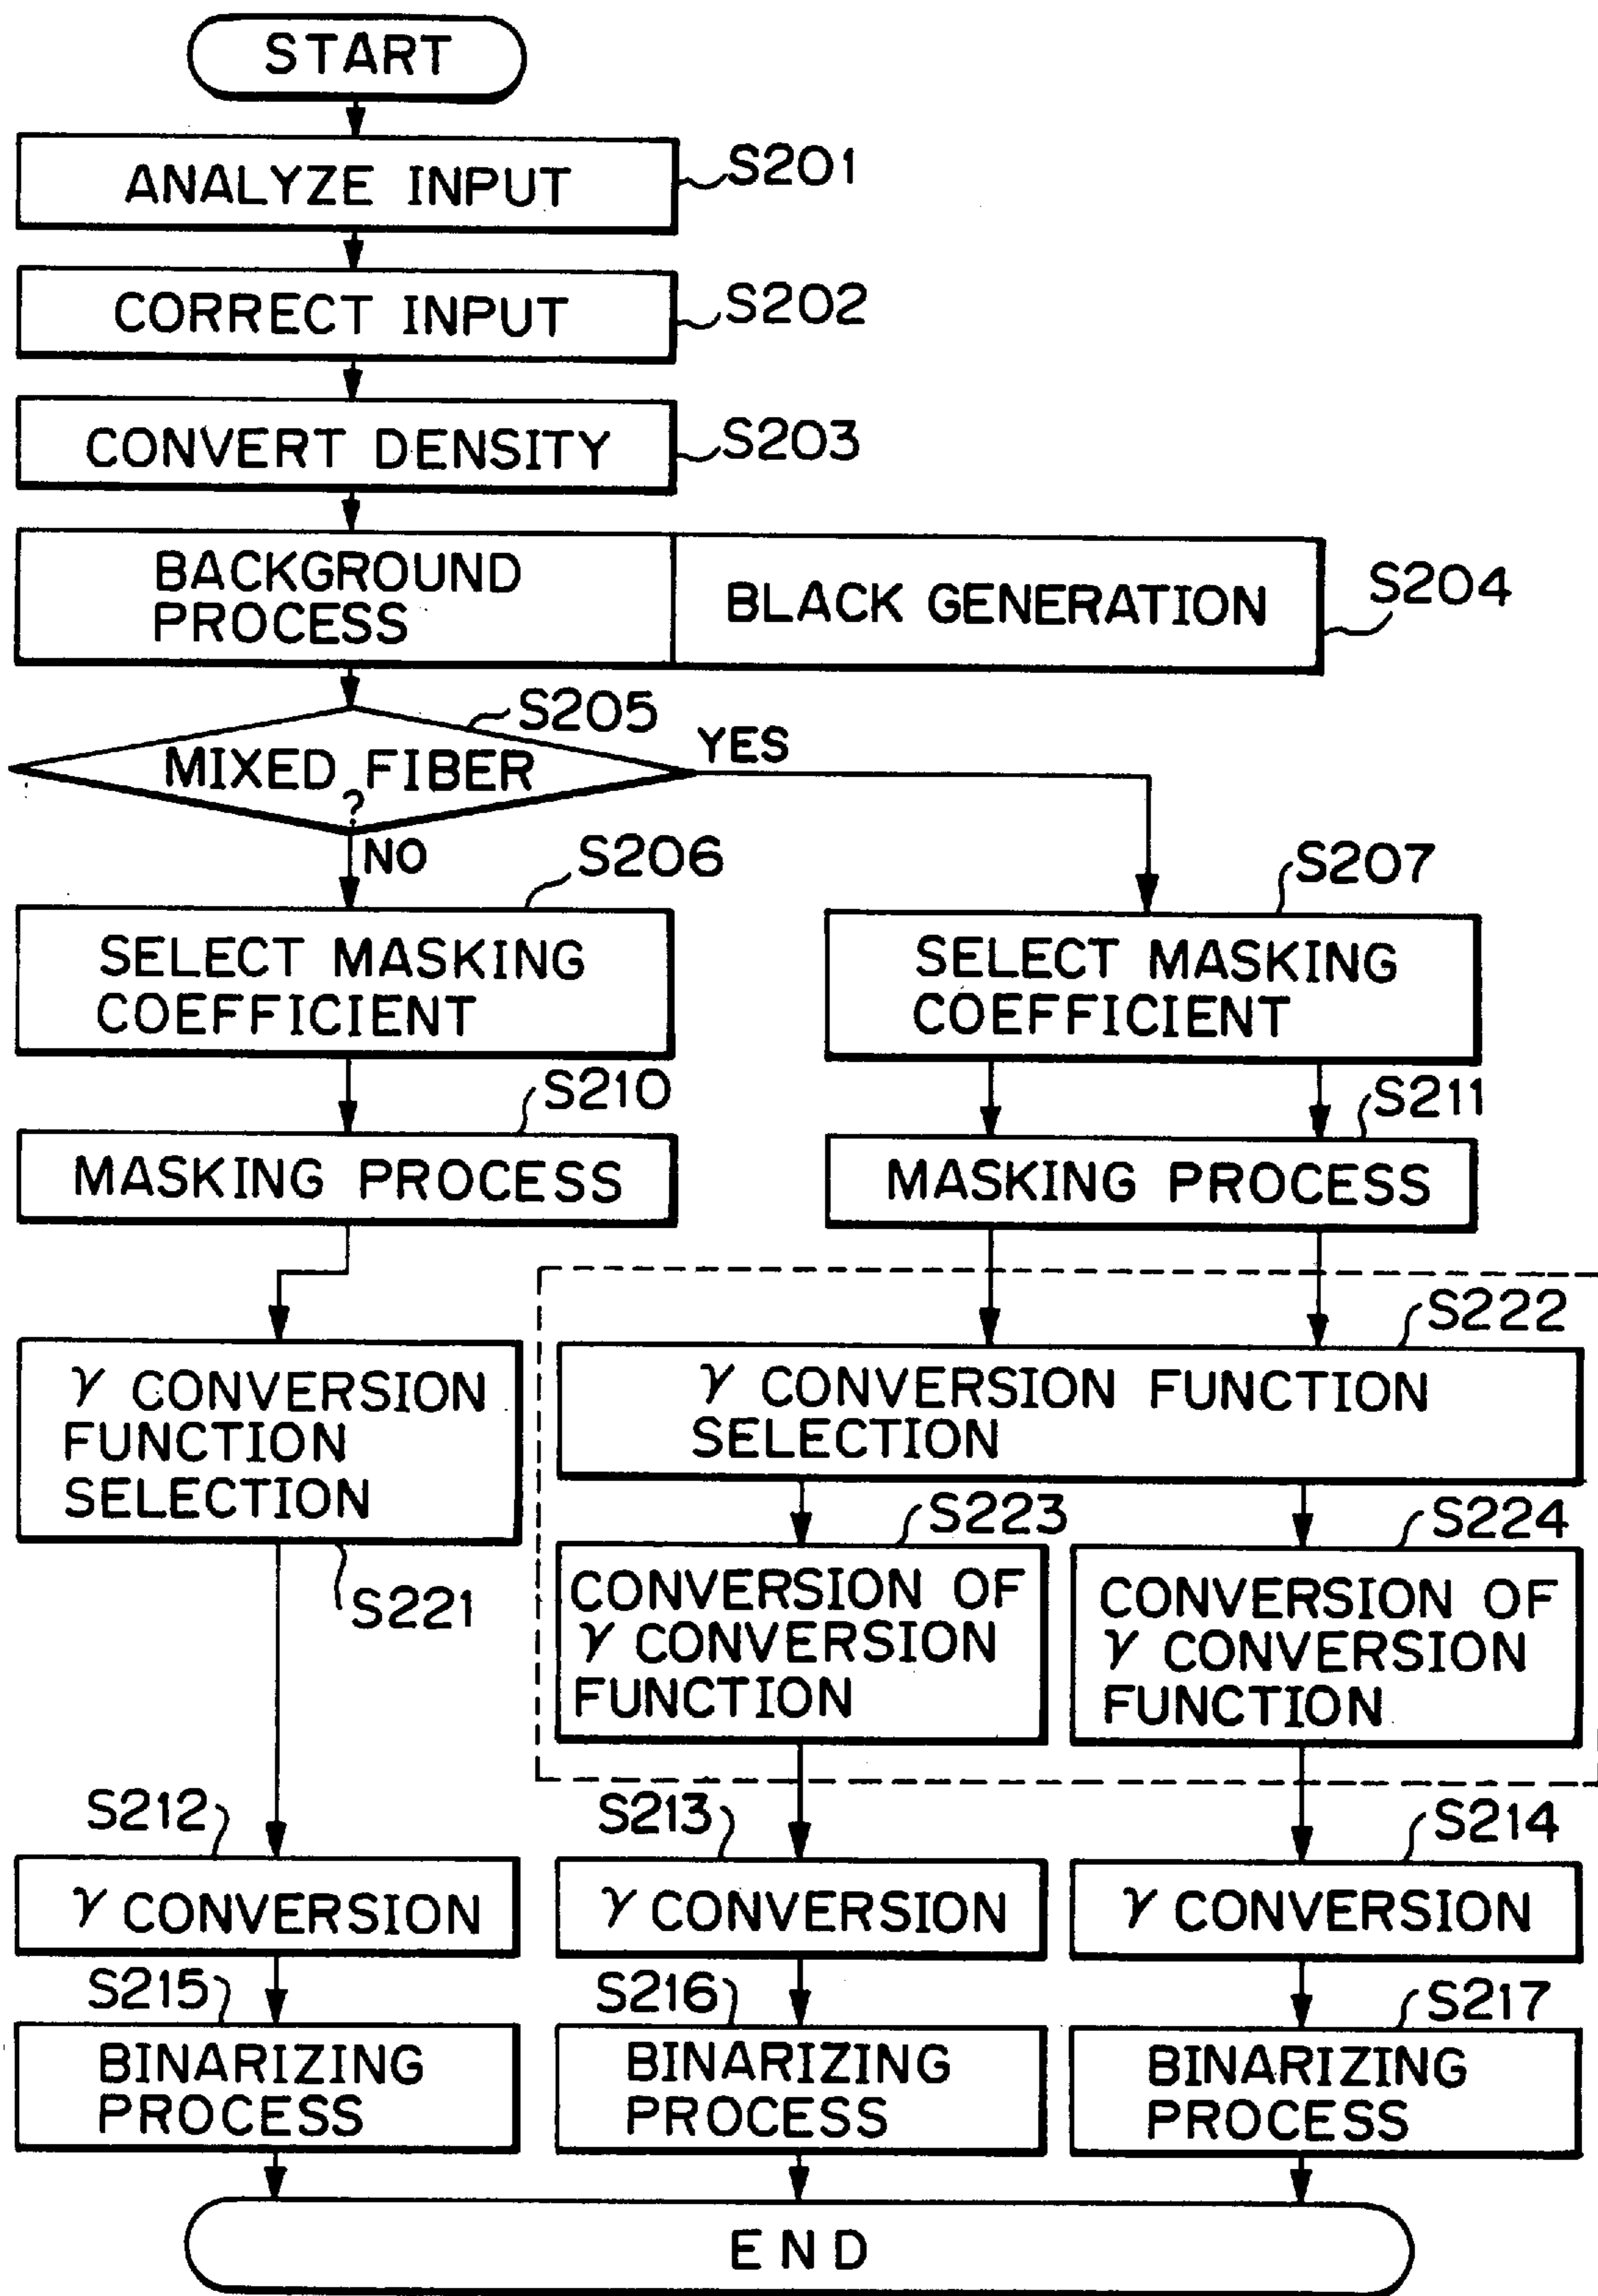 START
ANALYZE INPUT
S201
CORRECT INPUT
S202
CONVERT DENSITY
S203
BACKGROUND
PROCESS
BLACK GENERATION
S204
S205
MIXED FIBER
?
YES
NO
S206
SELECT MASKING
COEFFICIENT
S207
SELECT MASKING
COEFFICIENT
S210
MASKING PROCESS
S211
MASKING PROCESS
γ CONVERSION
FUNCTION
SELECTION
S221
S222
γ CONVERSION FUNCTION
SELECTION
S223
CONVERSION OF
γ CONVERSION
FUNCTION
S224
CONVERSION OF
γ CONVERSION
FUNCTION
S212
γ CONVERSION
S213
γ CONVERSION
S214
γ CONVERSION
S215
BINARIZING
PROCESS
S216
BINARIZING
PROCESS
S217
BINARIZING
PROCESS
END